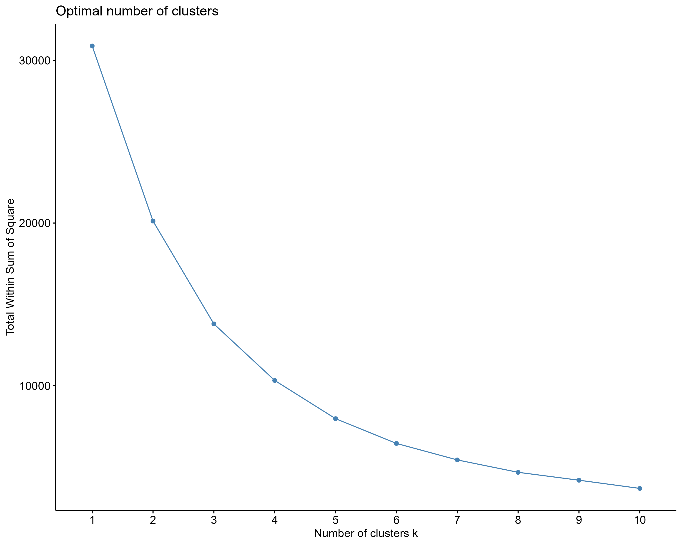 Optimal number of clusters
30000
20000
10000
Total Within Sum of Square
1 2 3 4 5 6 7 8 9 10
Number of clusters k